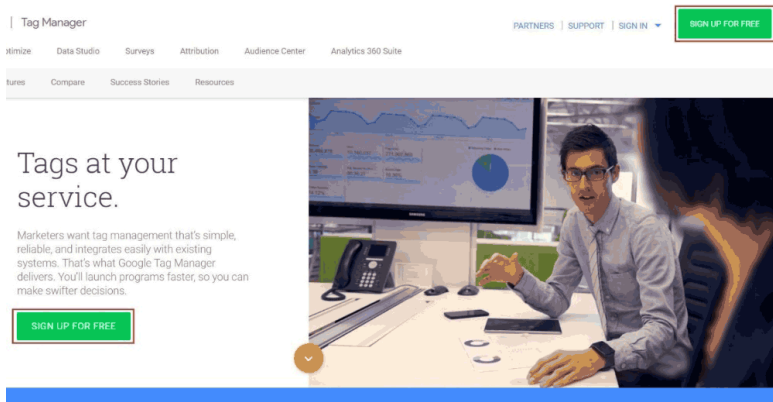 Tag Manager
PARTNERS | SUPPORT | SIGN IN
SIGN UP FOR FREE
Data Studio Surveys Attribution Audience Center Analytics 360 Suite
Compare Success Stories Resources
Tags at your
service.
Marketers want tag management that's simple,
reliable, and integrates easily with existing
systems. That's what Google Tag Manager
delivers. You'll launch programs faster, so you can
make swifter decisions.
SIGN UP FOR FREE
SAMSUNG